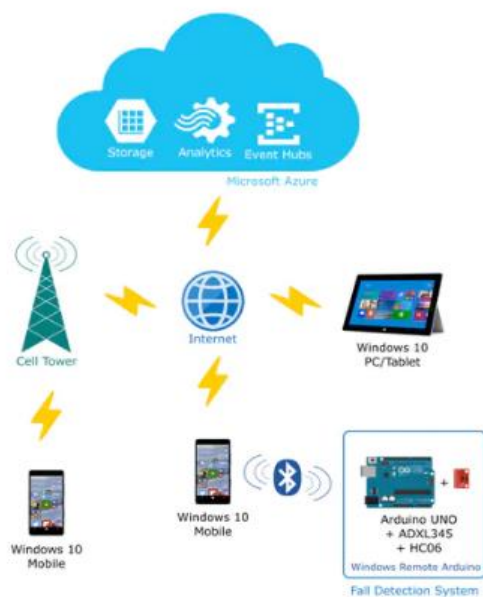 Storage
Analytics
Event Hubs
Microsoft Azure
Cell Tower
Internet
Windows 10
PC/Tablet
Windows 10
Mobile
Windows 10
Mobile
+
Arduino UNO
+ ADXL345
+ HC06
Windows Remote Arduino
Fall Detection System